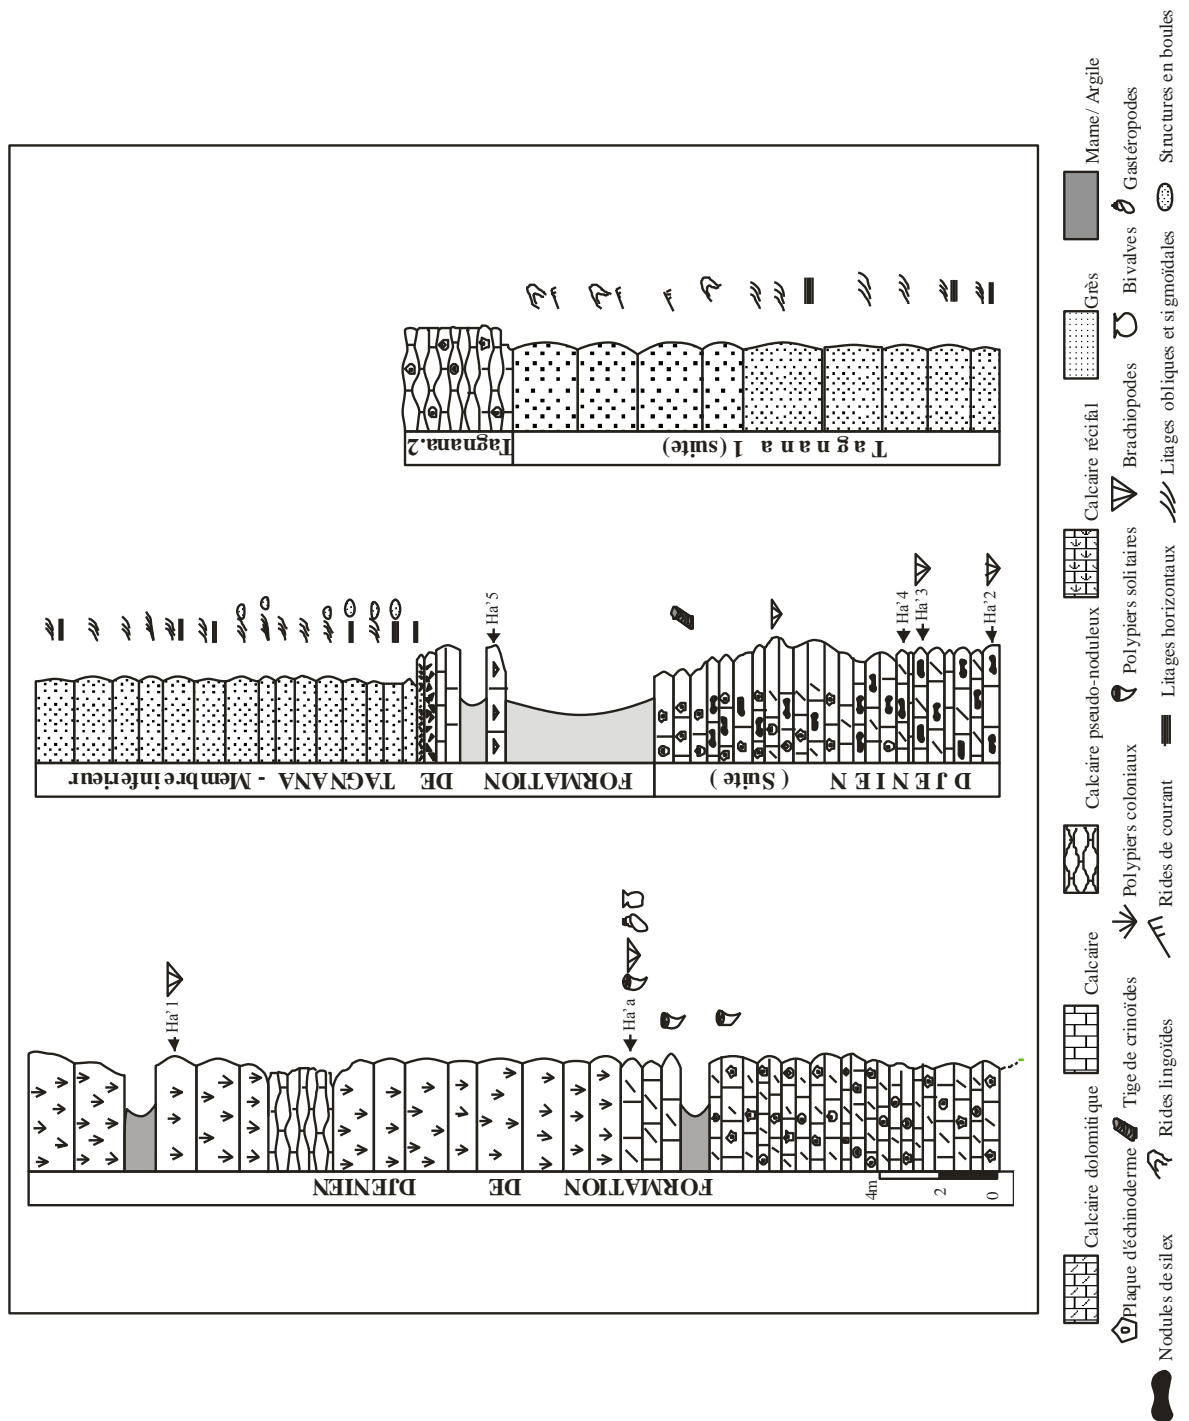 Tagnana.2
Tagnana 1 (suite)
FORMATION DE TAGNANA - Membre inférieur
DJENIEN (Suite)
Ha'5
Ha'4
Ha'3
Ha'2
FORMATION DE DJENIEN
Ha'1
Ha'a
4m
2
0
Calcaire dolomitique
Calcaire
Calcaire pseudo-noduleux
Calcaire récifal
Grès
Marne/ Argile
Plaque d'échinoderme
Tige de crinoïdes
Polypiers coloniaux
Polypiers solitaires
Brachiopodes
Bivalves
Gastéropodes
Nodules de silex
Rides lingoïdes
Rides de courant
Litages horizontaux
Litages obliques et sigmoïdales
Structures en boules